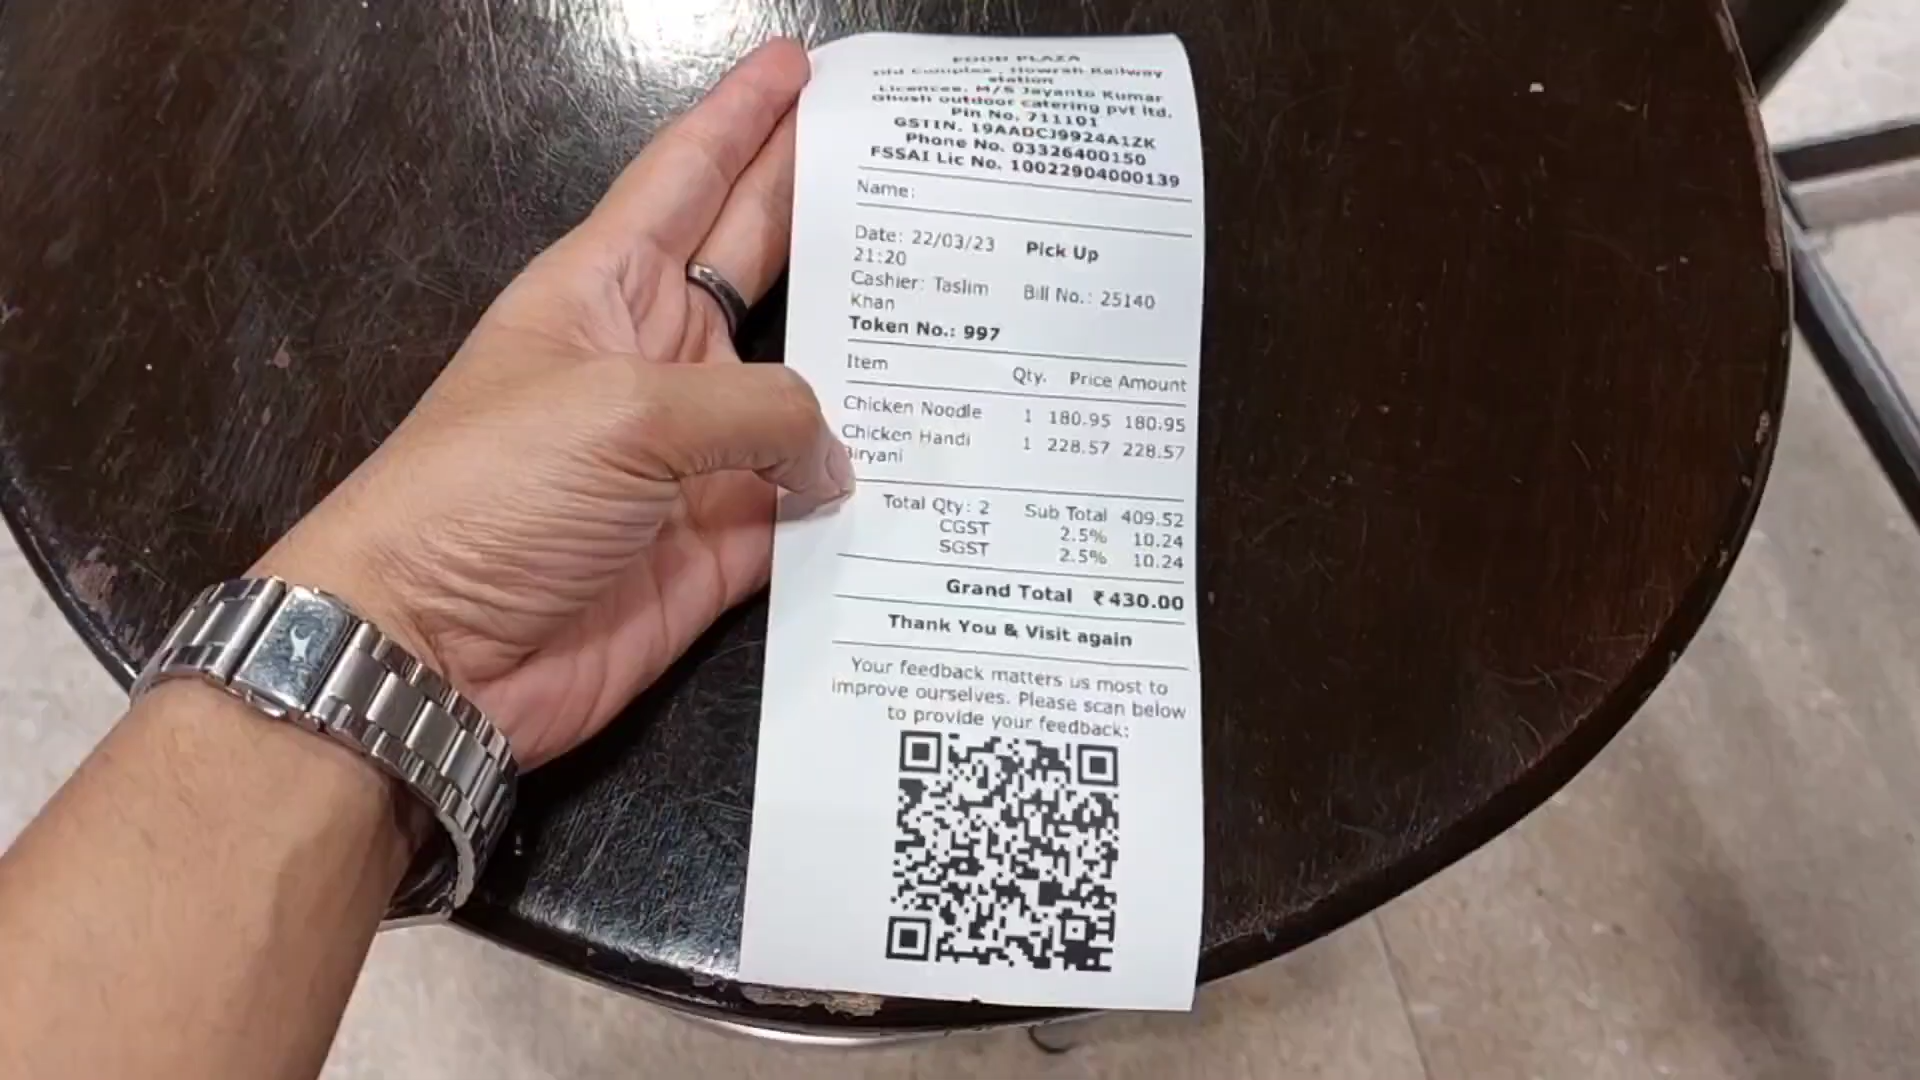 FOOD PLAZA
Old Complex, Howrah Railway
station
Licencee. M/S Jayanto Kumar
Ghosh outdoor catering pvt ltd.
Pin No. 711101
GSTIN. 19AADCJ9924A1ZK
Phone No. 03326400150
FSSAI Lic No. 10022904000139
Name:
Date: 22/03/23 Pick Up
21:20
Cashier: Taslim Bill No.: 25140
Khan
Token No.: 997
Item Qty. Price Amount
Chicken Noodle 1 180.95 180.95
Chicken Handi 1 228.57 228.57
Biryani
Total Qty: 2 Sub Total 409.52
CGST 2.5% 10.24
SGST 2.5% 10.24
Grand Total ₹430.00
Thank You & Visit again
Your feedback matters us most to
improve ourselves. Please scan below
to provide your feedback: